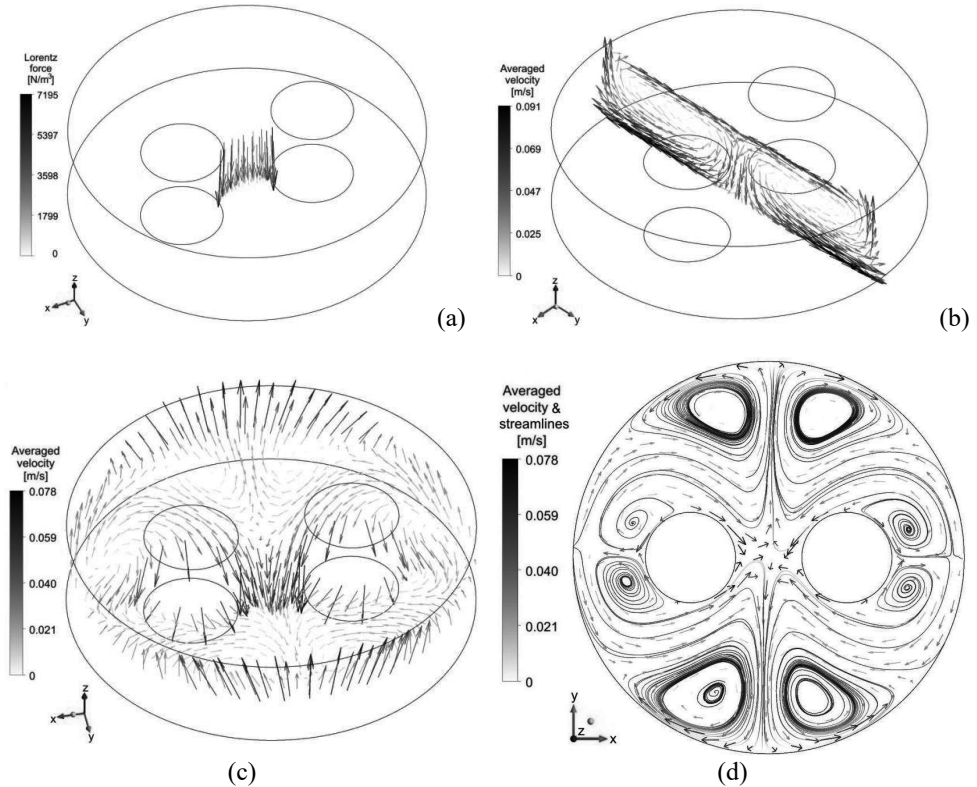 Lorentz
force
[N/m³]
7195
5397
3598
1799
0
z
x
y
(a)
Averaged
velocity
[m/s]
0.091
0.069
0.047
0.025
0
z
x
y
(b)
Averaged
velocity
[m/s]
0.078
0.059
0.040
0.021
0
z
x
y
(c)
Averaged
velocity &
streamlines
[m/s]
0.078
0.059
0.040
0.021
0
y
z
x
(d)